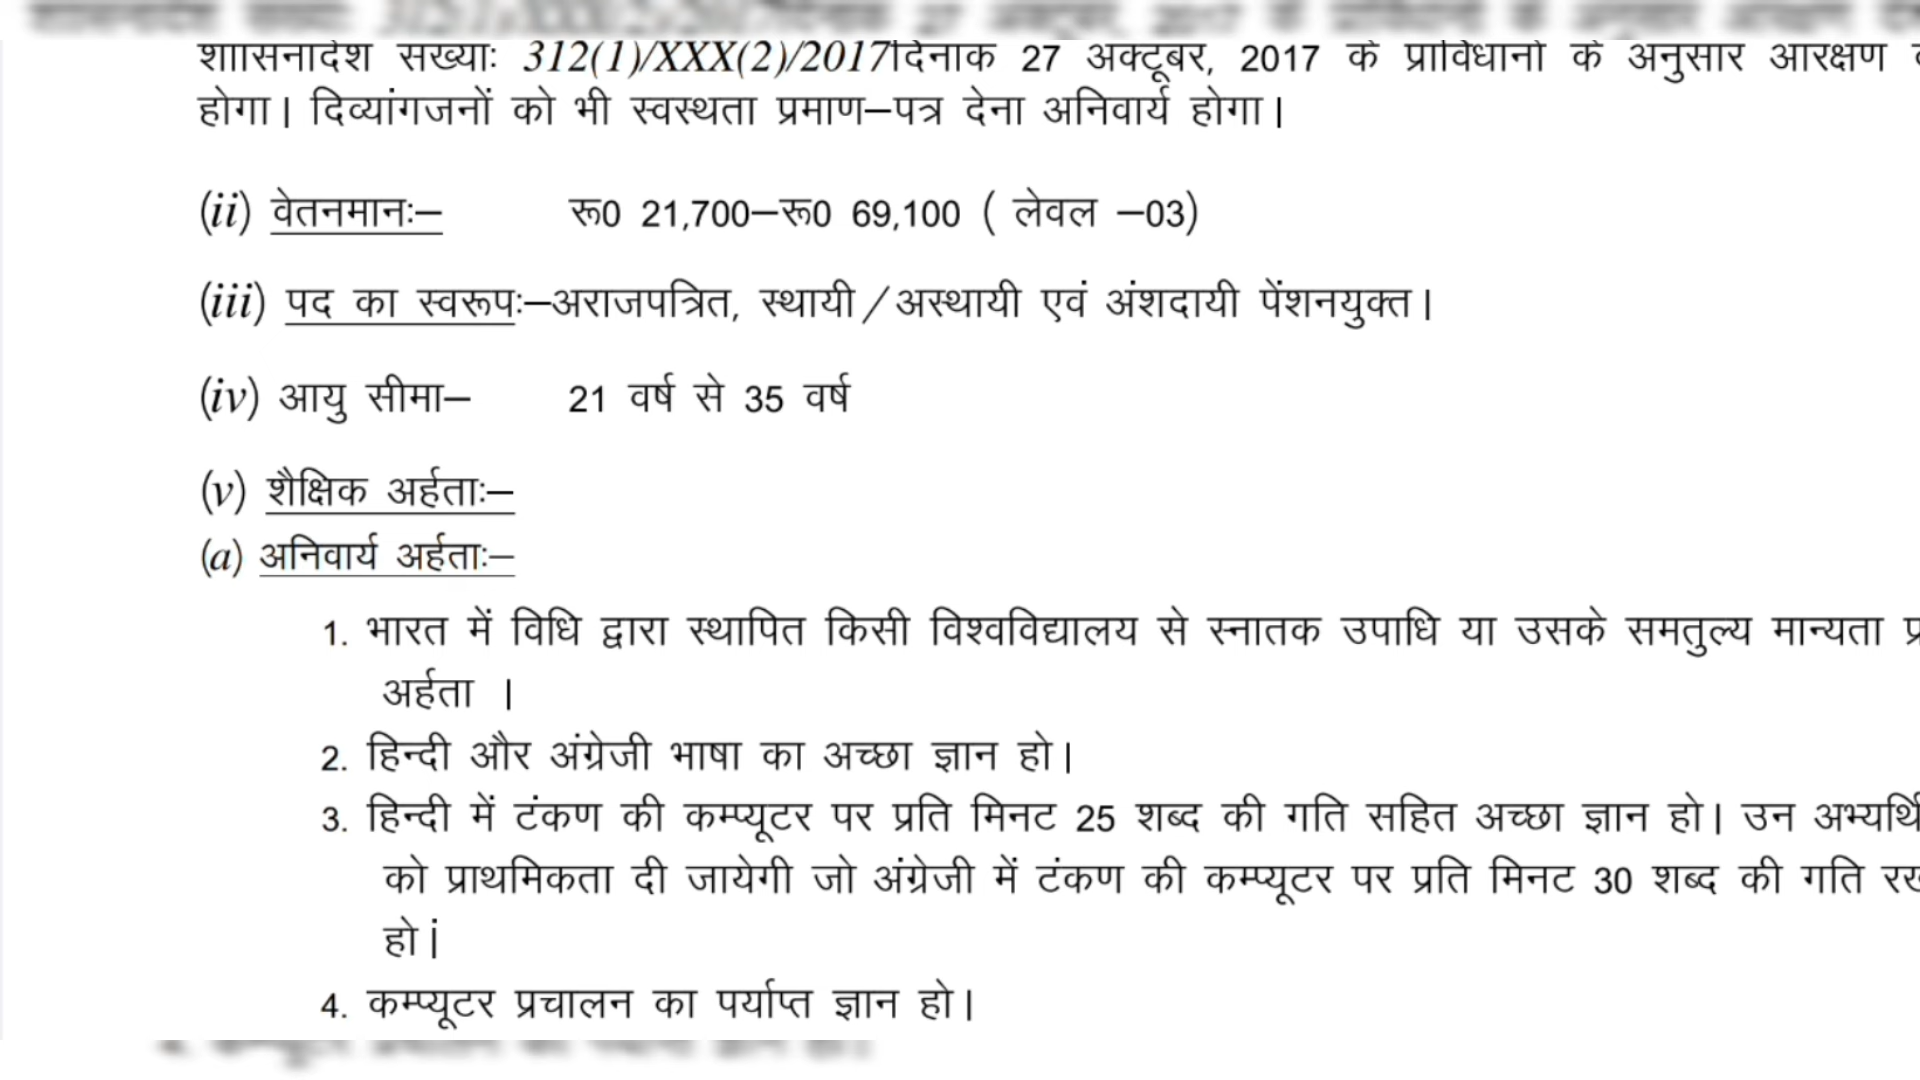 शासनादेश संख्याः 312(1)/XXX(2)/2017दिनांक 27 अक्टूबर, 2017 के प्राविधानों के अनुसार आरक्षण
होगा। दिव्यांगजनों को भी स्वस्थता प्रमाण–पत्र देना अनिवार्य होगा।
(ii) वेतनमानः– रू0 21,700–रू0 69,100 ( लेवल –03)
(iii) पद का स्वरूपः–अराजपत्रित, स्थायी/अस्थायी एवं अंशदायी पेंशनयुक्त।
(iv) आयु सीमा– 21 वर्ष से 35 वर्ष
(v) शैक्षिक अर्हताः–
(a) अनिवार्य अर्हताः–
1. भारत में विधि द्वारा स्थापित किसी विश्वविद्यालय से स्नातक उपाधि या उसके समतुल्य मान्यता
अर्हता ।
2. हिन्दी और अंग्रेजी भाषा का अच्छा ज्ञान हो।
3. हिन्दी में टंकण की कम्प्यूटर पर प्रति मिनट 25 शब्द की गति सहित अच्छा ज्ञान हो। उन
को प्राथमिकता दी जायेगी जो अंग्रेजी में टंकण की कम्प्यूटर पर प्रति मिनट 30 शब्द की गति
हो।
4. कम्प्यूटर प्रचालन का पर्याप्त ज्ञान हो।